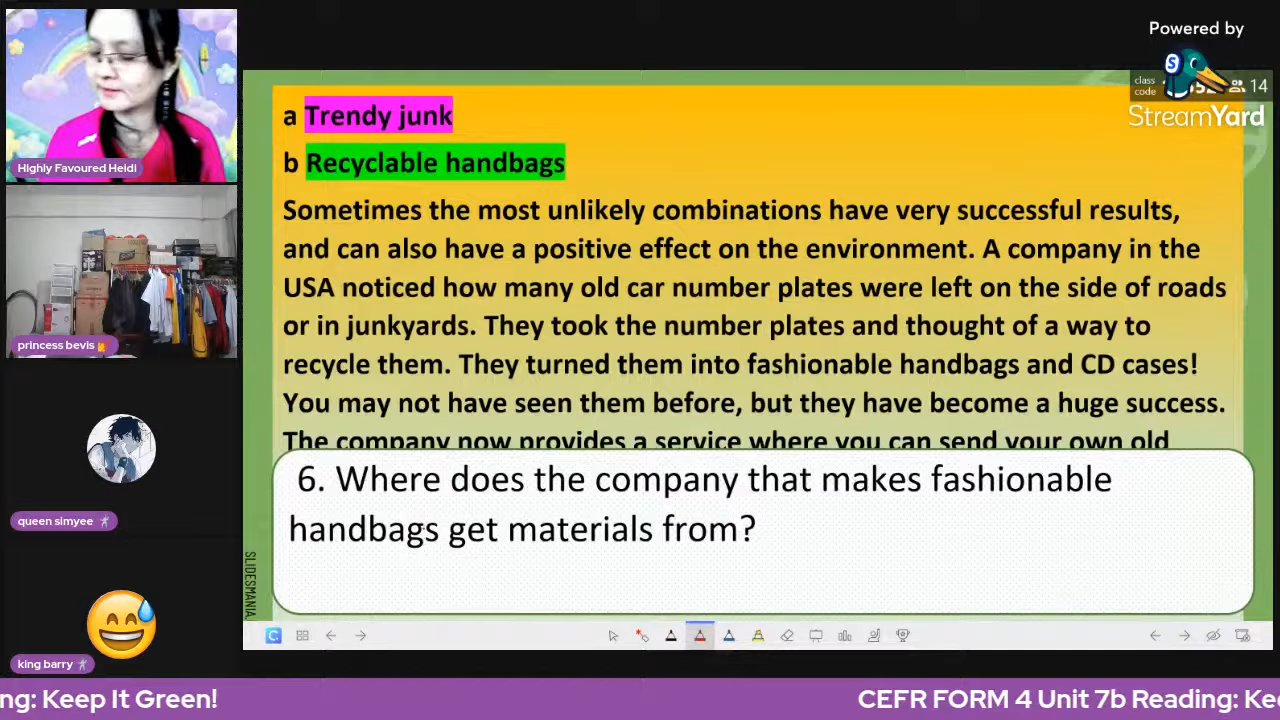 Highly Favoured Heidi
princess bevis
queen simyee
king barry
Powered by
class
code
14
StreamYard
a Trendy junk
b Recyclable handbags
Sometimes the most unlikely combinations have very successful results,
and can also have a positive effect on the environment. A company in the
USA noticed how many old car number plates were left on the side of roads
or in junkyards. They took the number plates and thought of a way to
recycle them. They turned them into fashionable handbags and CD cases!
You may not have seen them before, but they have become a huge success.
The company now provides a service where you can send your own old
6. Where does the company that makes fashionable
handbags get materials from?
SLIDESMANIA
ng: Keep It Green!
CEFR FORM 4 Unit 7b Reading: Kee